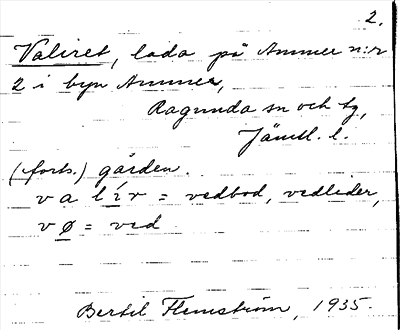 2.
Valiret, lada på Ammer n:r
2 i byn Ammer,
Ragunda sn och tg,
Jämtl. l.
(forts.) gården.
v a l í r = vedbod, vedlider,
v ø = ved
Bertil Flemström, 1935.